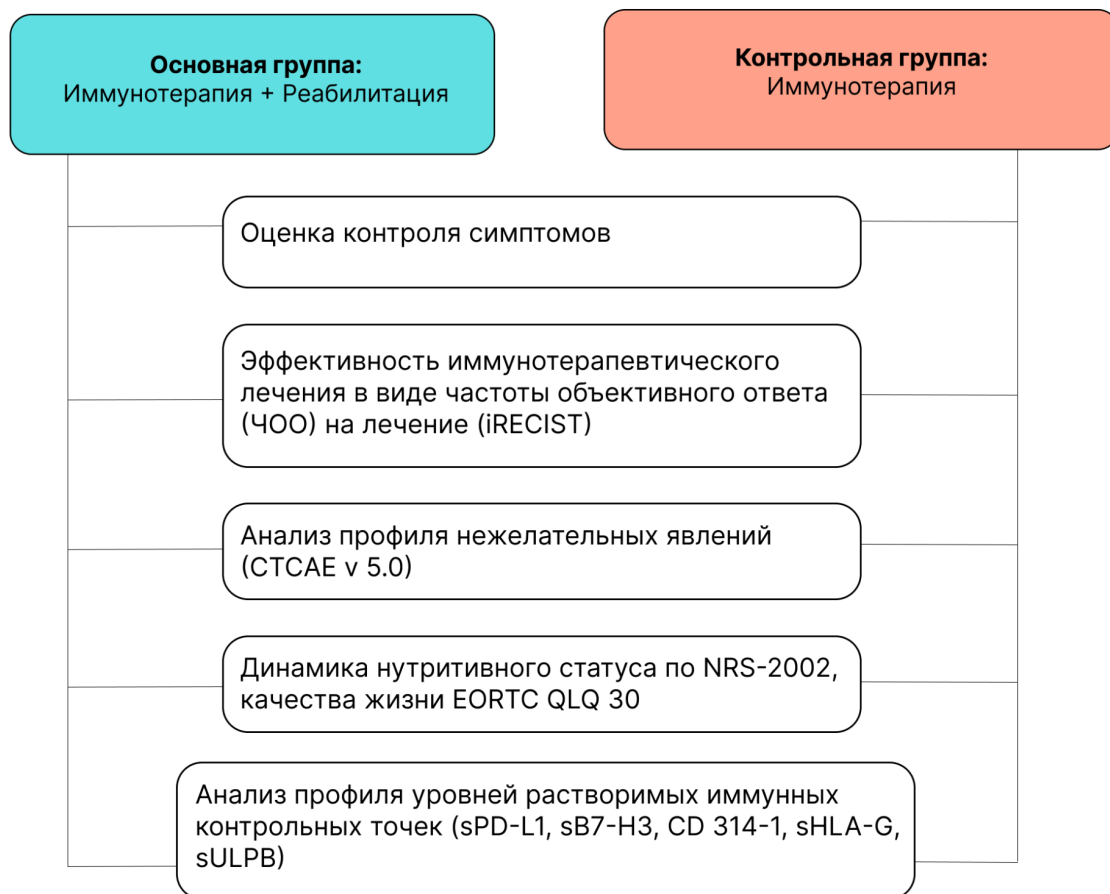 Основная группа:
Иммунотерапия + Реабилитация
Контрольная группа:
Иммунотерапия
Оценка контроля симптомов
Эффективность иммунотерапевтического
лечения в виде частоты объективного ответа
(ЧОО) на лечение (iRECIST)
Анализ профиля нежелательных явлений
(CTCAE v 5.0)
Динамика нутритивного статуса по NRS-2002,
качества жизни EORTC QLQ 30
Анализ профиля уровней растворимых иммунных
контрольных точек (sPD-L1, sB7-H3, CD 314-1, sHLA-G,
sULPB)